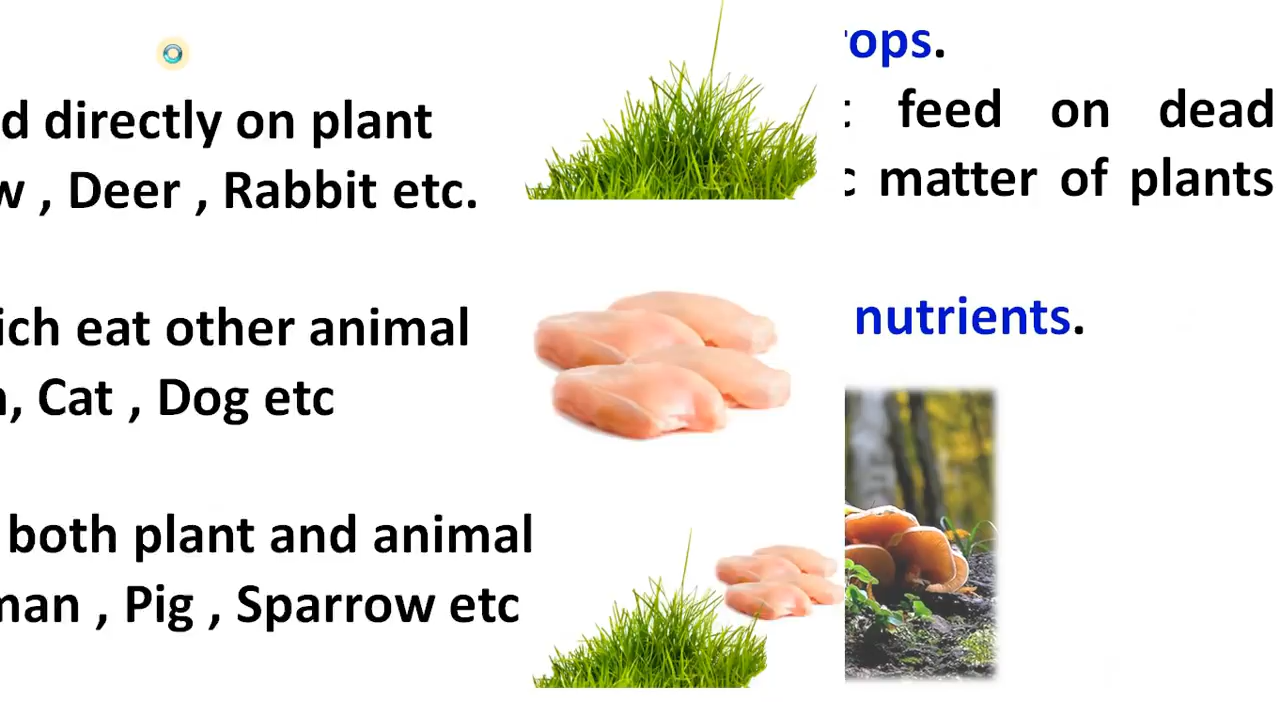 d directly on plant
w , Deer , Rabbit etc.
ich eat other animal
, Cat , Dog etc
both plant and animal
man , Pig , Sparrow etc
rops.
feed on dead
c matter of plants
nutrients.